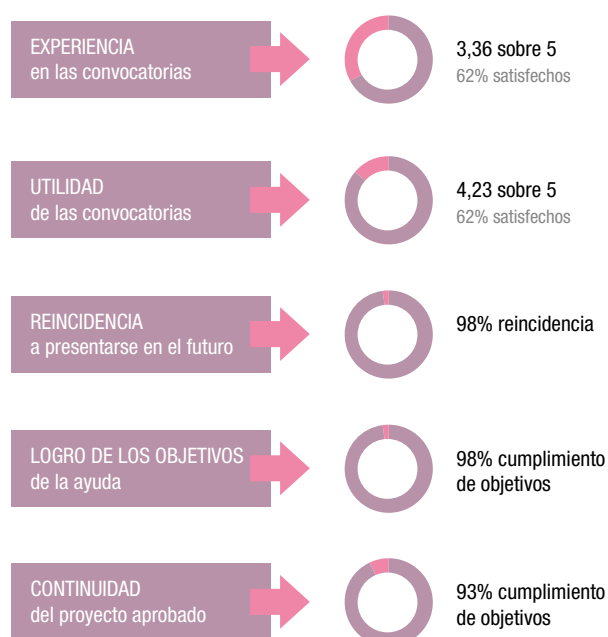 EXPERIENCIA
en las convocatorias
3,36 sobre 5
62% satisfechos
UTILIDAD
de las convocatorias
4,23 sobre 5
62% satisfechos
REINCIDENCIA
a presentarse en el futuro
98% reincidencia
LOGRO DE LOS OBJETIVOS
de la ayuda
98% cumplimiento
de objetivos
CONTINUIDAD
del proyecto aprobado
93% cumplimiento
de objetivos